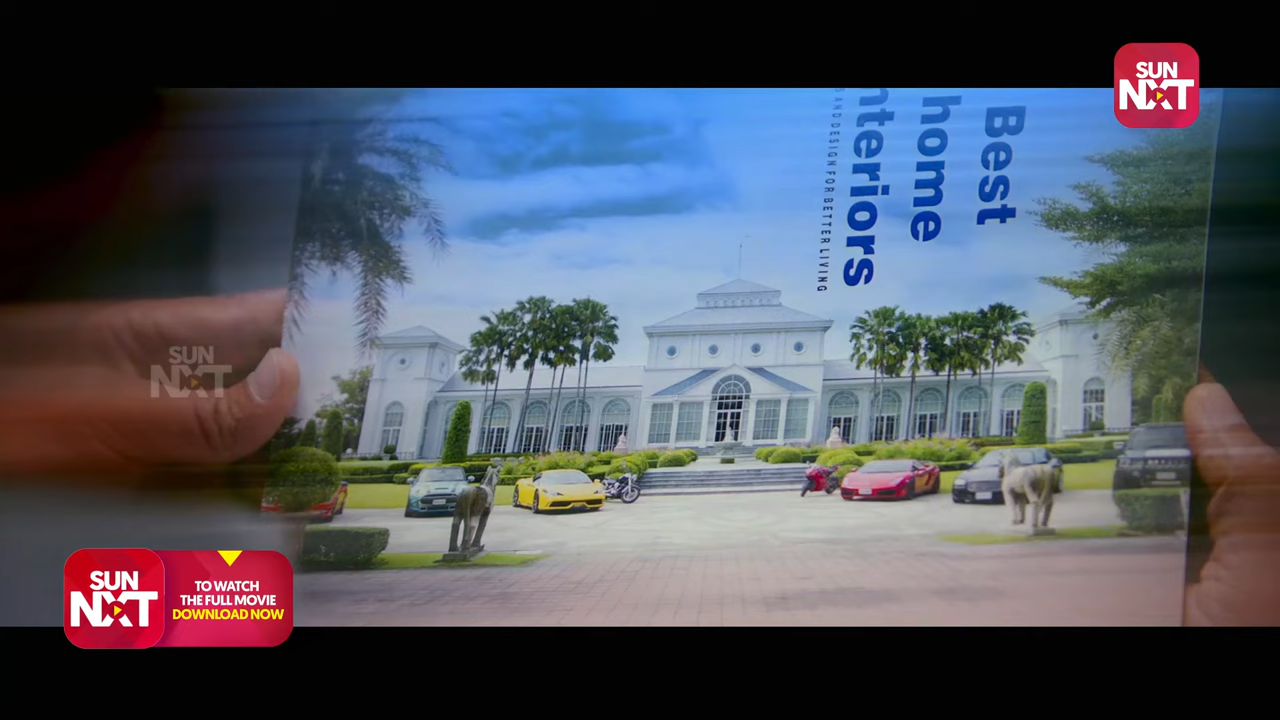 SUN
NXT
Best
home
nteriors
S AND DESIGN FOR BETTER LIVING
SUN
NXT
SUN
NXT
TO WATCH
THE FULL MOVIE
DOWNLOAD NOW